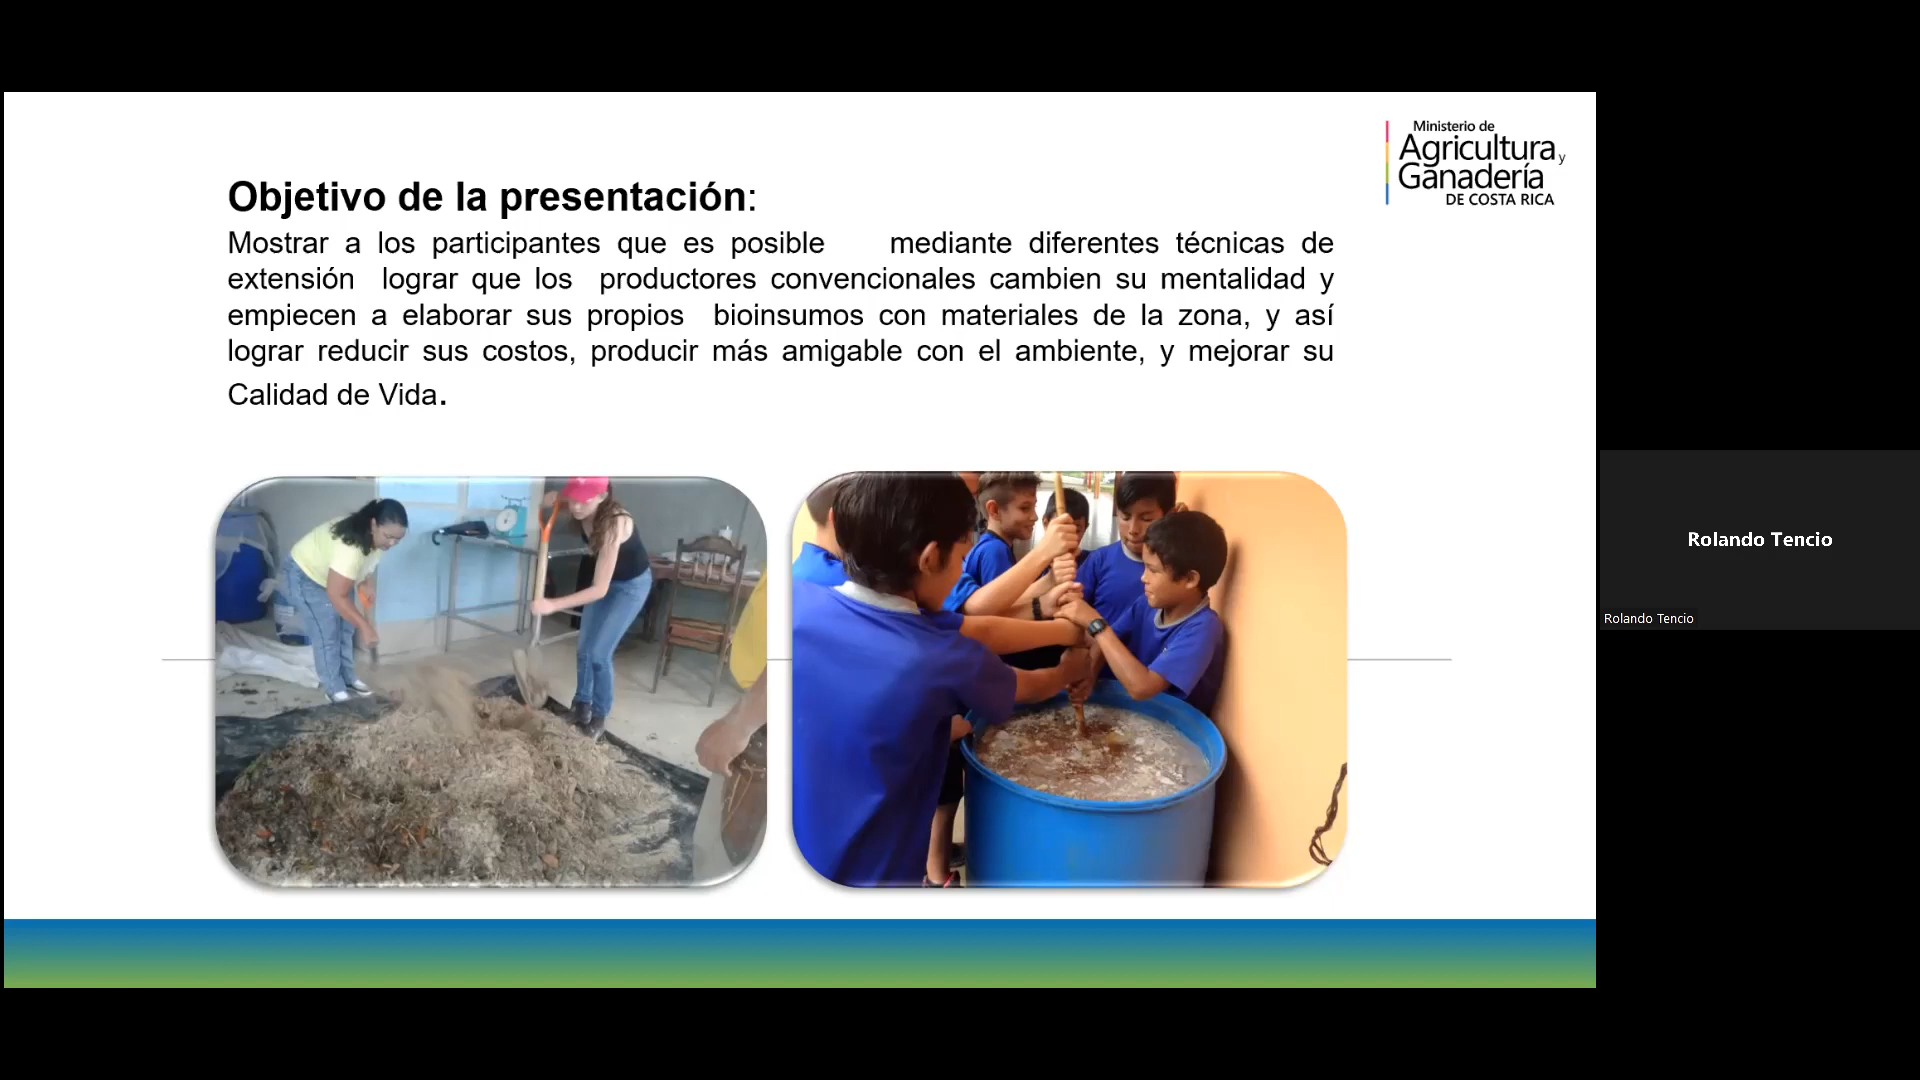 Ministerio de
Agricultura y
Ganadería
DE COSTA RICA
Objetivo de la presentación:
Mostrar a los participantes que es posible mediante diferentes técnicas de
extensión lograr que los productores convencionales cambien su mentalidad y
empiecen a elaborar sus propios bioinsumos con materiales de la zona, y así
lograr reducir sus costos, producir más amigable con el ambiente, y mejorar su
Calidad de Vida.
Rolando Tencio
Rolando Tencio